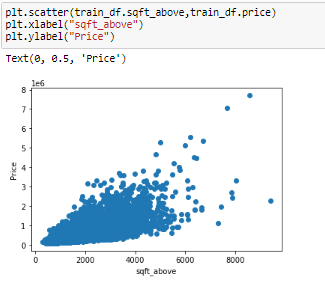 plt.scatter(train_df.sqft_above,train_df.price)
plt.xlabel("sqft_above")
plt.ylabel("Price")
Text(0, 0.5, 'Price')
1e6
8
7
6
5
4
3
2
1
0
Price
0 2000 4000 6000 8000
sqft_above